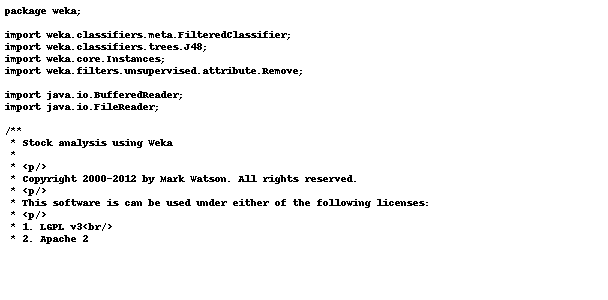 package weka;

import weka.classifiers.meta.FilteredClassifier;
import weka.classifiers.trees.J48;
import weka.core.Instances;
import weka.filters.unsupervised.attribute.Remove;

import java.io.BufferedReader;
import java.io.FileReader;

/**
 * Stock analysis using Weka
 *
 * <p/>
 * Copyright 2000-2012 by Mark Watson. All rights reserved.
 * <p/>
 * This software is can be used under either of the following licenses:
 * <p/>
 * 1. LGPL v3<br/>
 * 2. Apache 2